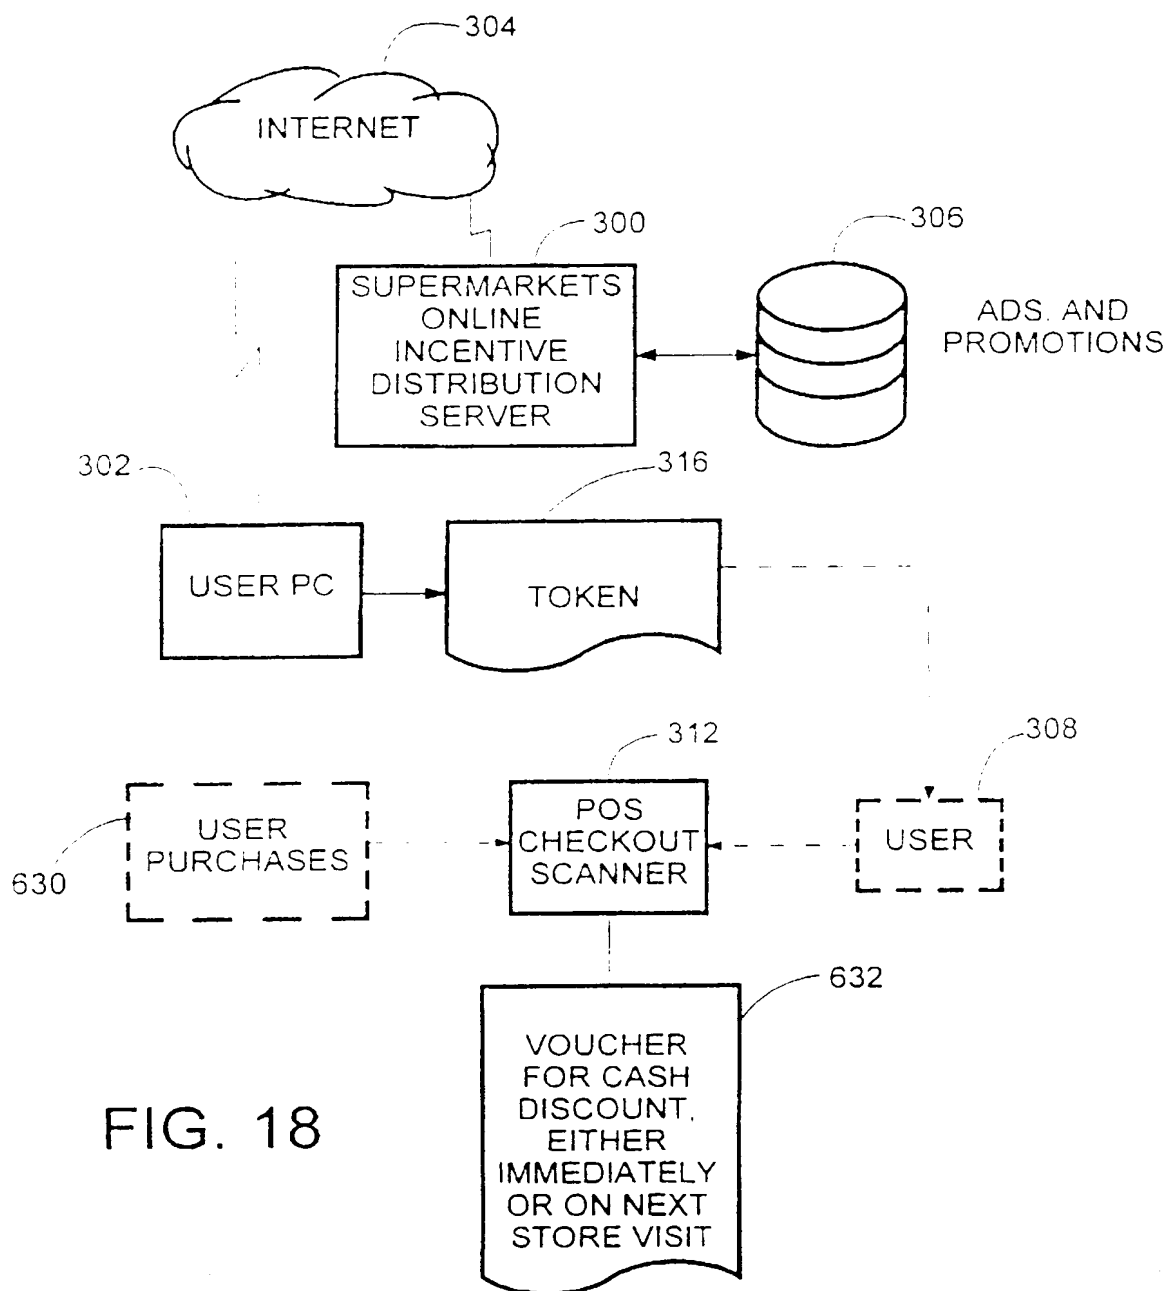 304
INTERNET
300
306
SUPERMARKETS
ONLINE
INCENTIVE
DISTRIBUTION
SERVER
ADS. AND
PROMOTIONS
302
316
USER PC
TOKEN
312
308
USER
PURCHASES
POS
CHECKOUT
SCANNER
USER
630
632
VOUCHER
FOR CASH
DISCOUNT,
EITHER
IMMEDIATELY
OR ON NEXT
STORE VISIT
FIG. 18